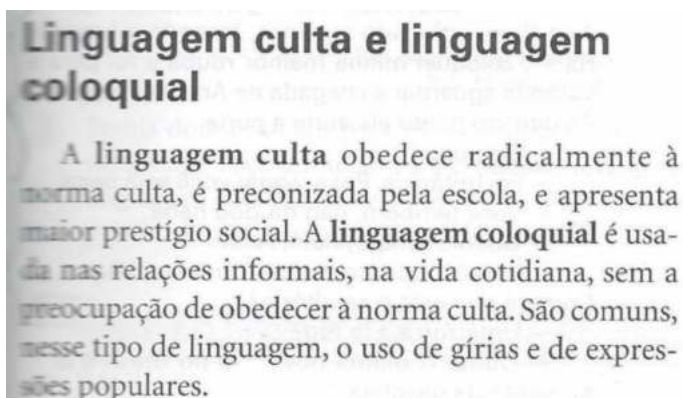 Linguagem culta e linguagem
coloquial
A linguagem culta obedece radicalmente à
norma culta, é preconizada pela escola, e apresenta
maior prestígio social. A linguagem coloquial é usa-
da nas relações informais, na vida cotidiana, sem a
preocupação de obedecer à norma culta. São comuns,
nesse tipo de linguagem, o uso de gírias e de expres-
sões populares.